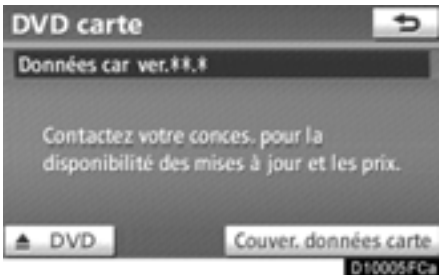 DVD carte
Données car ver.**.*
Contactez votre conces. pour la
disponibilité des mises à jour et les prix.
DVD
Couver. données carte
D10005FCa